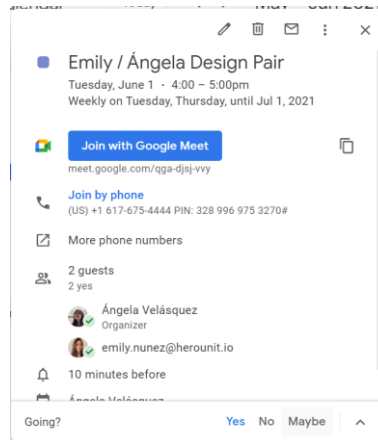 Emily / Ángela Design Pair
Tuesday, June 1 · 4:00 – 5:00pm
Weekly on Tuesday, Thursday, until Jul 1, 2021
Join with Google Meet
meet.google.com/qga-djsj-vvy
Join by phone
(US) +1 617-675-4444 PIN: 328 996 975 3270#
More phone numbers
2 guests
2 yes
Ángela Velásquez
Organizer
emily.nunez@herounit.io
10 minutes before
Ángela Velásquez
Going?
Yes No Maybe